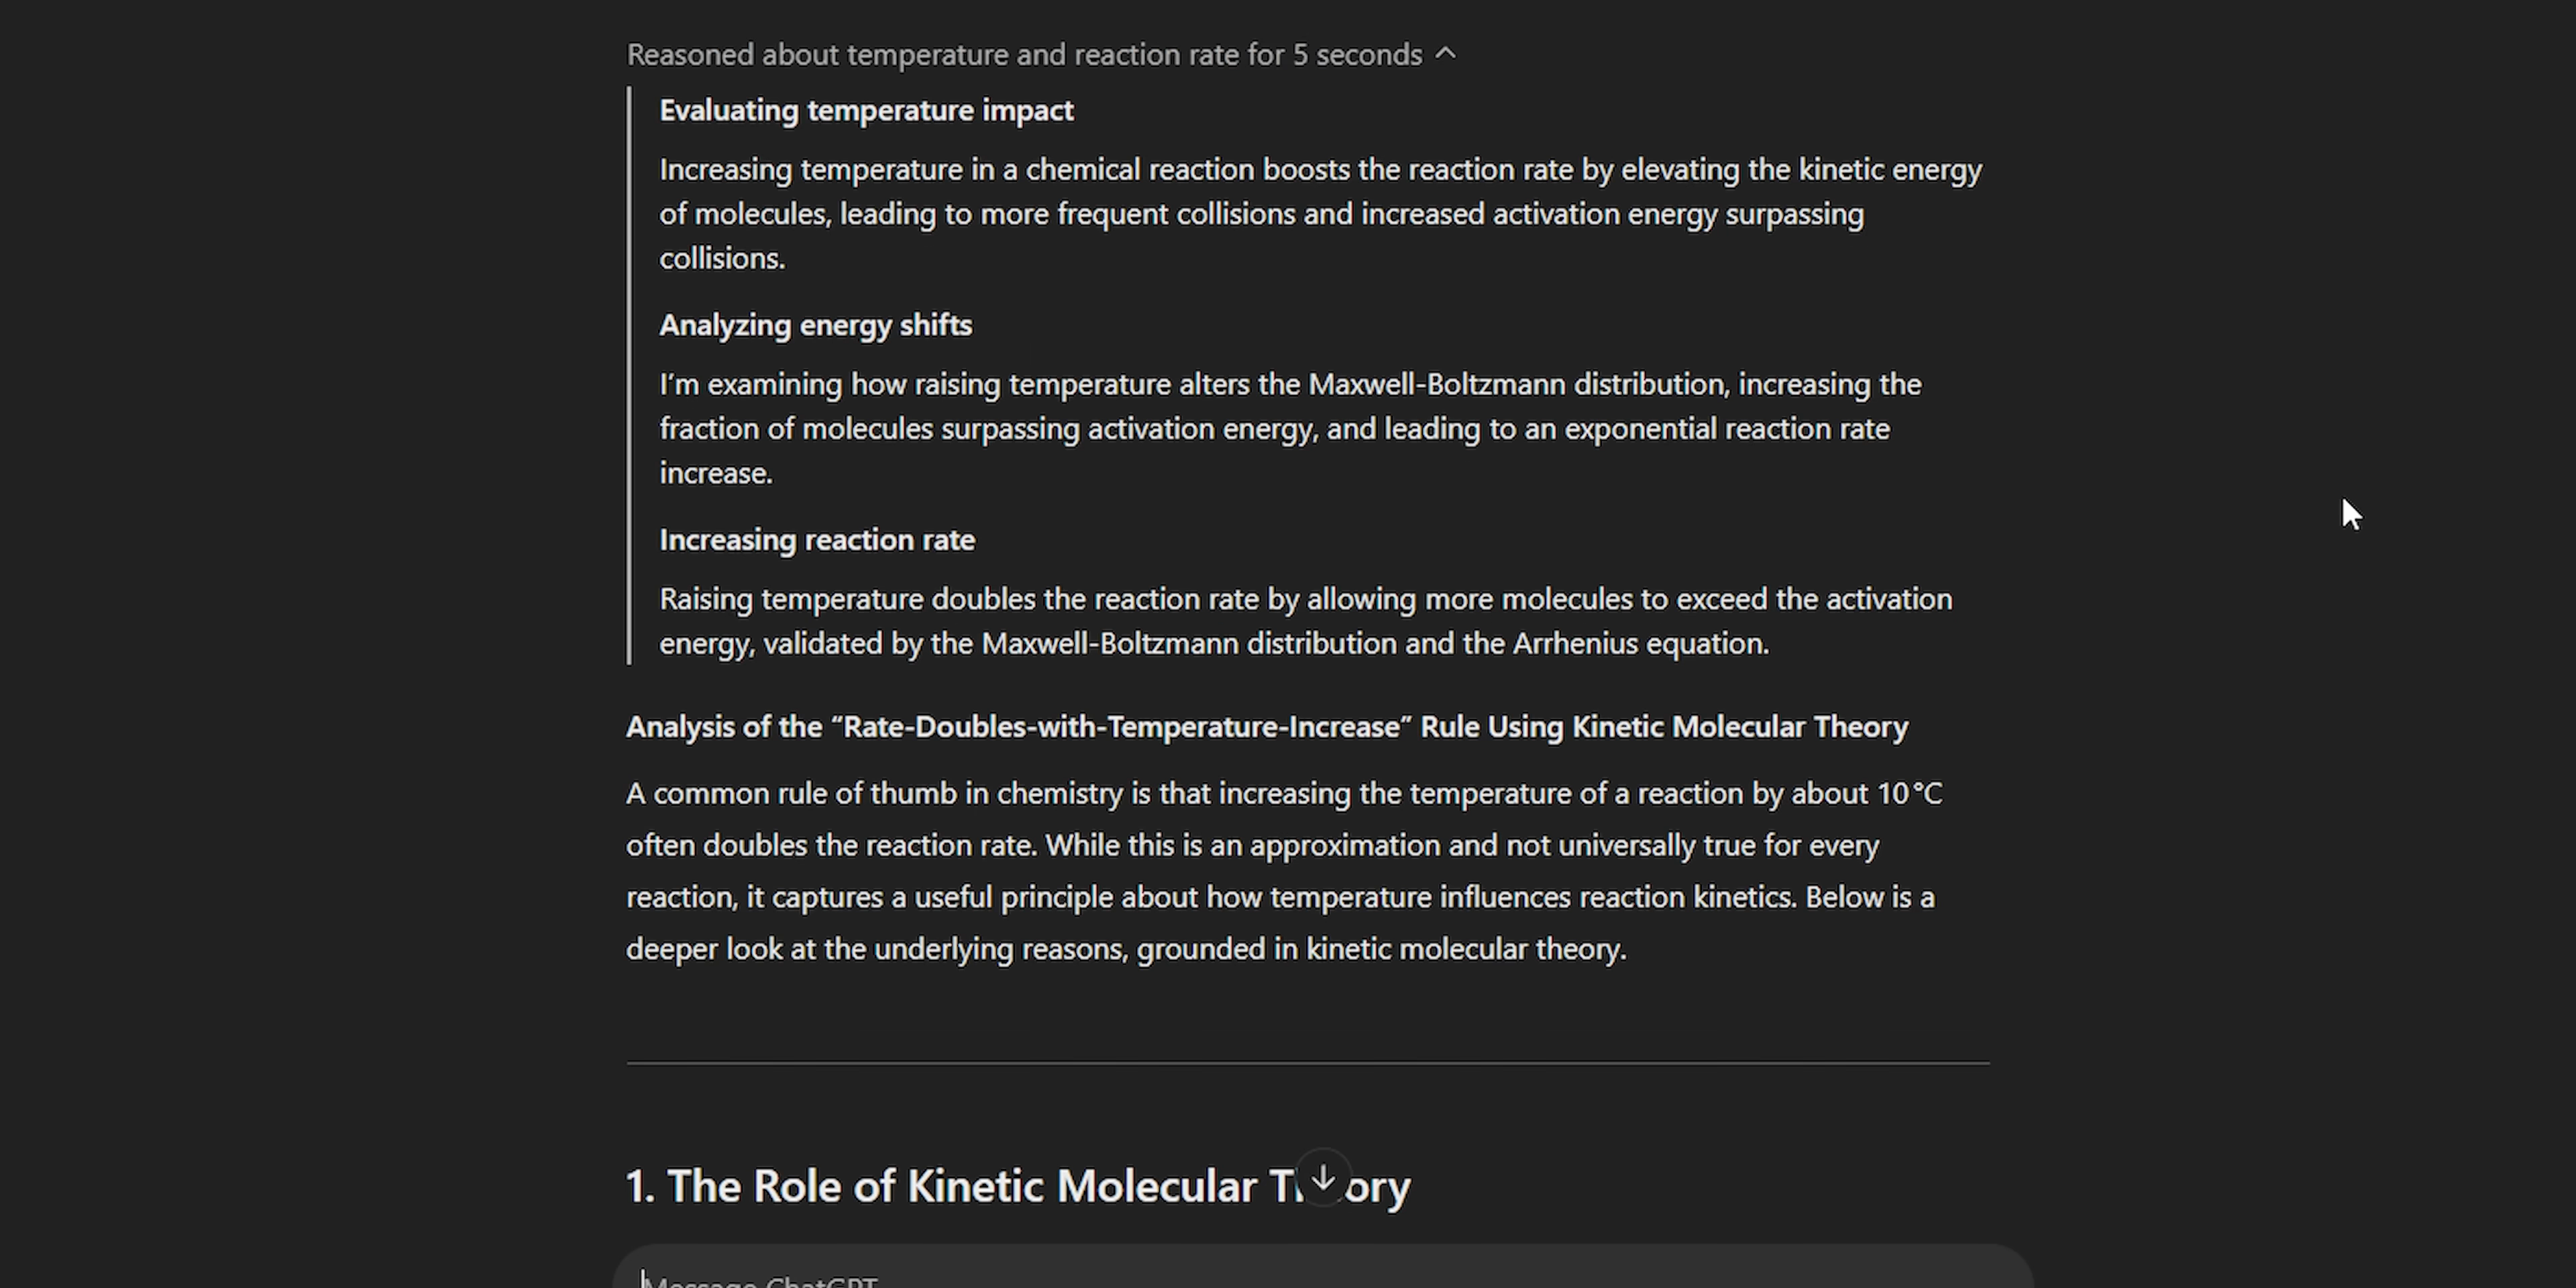 Reasoned about temperature and reaction rate for 5 seconds
Evaluating temperature impact
Increasing temperature in a chemical reaction boosts the reaction rate by elevating the kinetic energy
of molecules, leading to more frequent collisions and increased activation energy surpassing
collisions.
Analyzing energy shifts
I’m examining how raising temperature alters the Maxwell-Boltzmann distribution, increasing the
fraction of molecules surpassing activation energy, and leading to an exponential reaction rate
increase.
Increasing reaction rate
Raising temperature doubles the reaction rate by allowing more molecules to exceed the activation
energy, validated by the Maxwell-Boltzmann distribution and the Arrhenius equation.
Analysis of the “Rate-Doubles-with-Temperature-Increase” Rule Using Kinetic Molecular Theory
A common rule of thumb in chemistry is that increasing the temperature of a reaction by about 10 °C
often doubles the reaction rate. While this is an approximation and not universally true for every
reaction, it captures a useful principle about how temperature influences reaction kinetics. Below is a
deeper look at the underlying reasons, grounded in kinetic molecular theory.
1. The Role of Kinetic Molecular Theory
Message ChatGPT